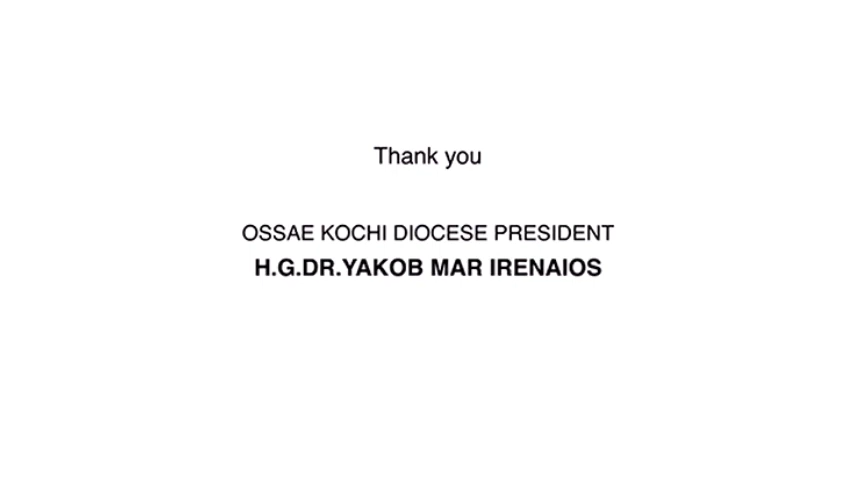 Thank you
OSSAE KOCHI DIOCESE PRESIDENT
H.G.DR.YAKOB MAR IRENAIOS